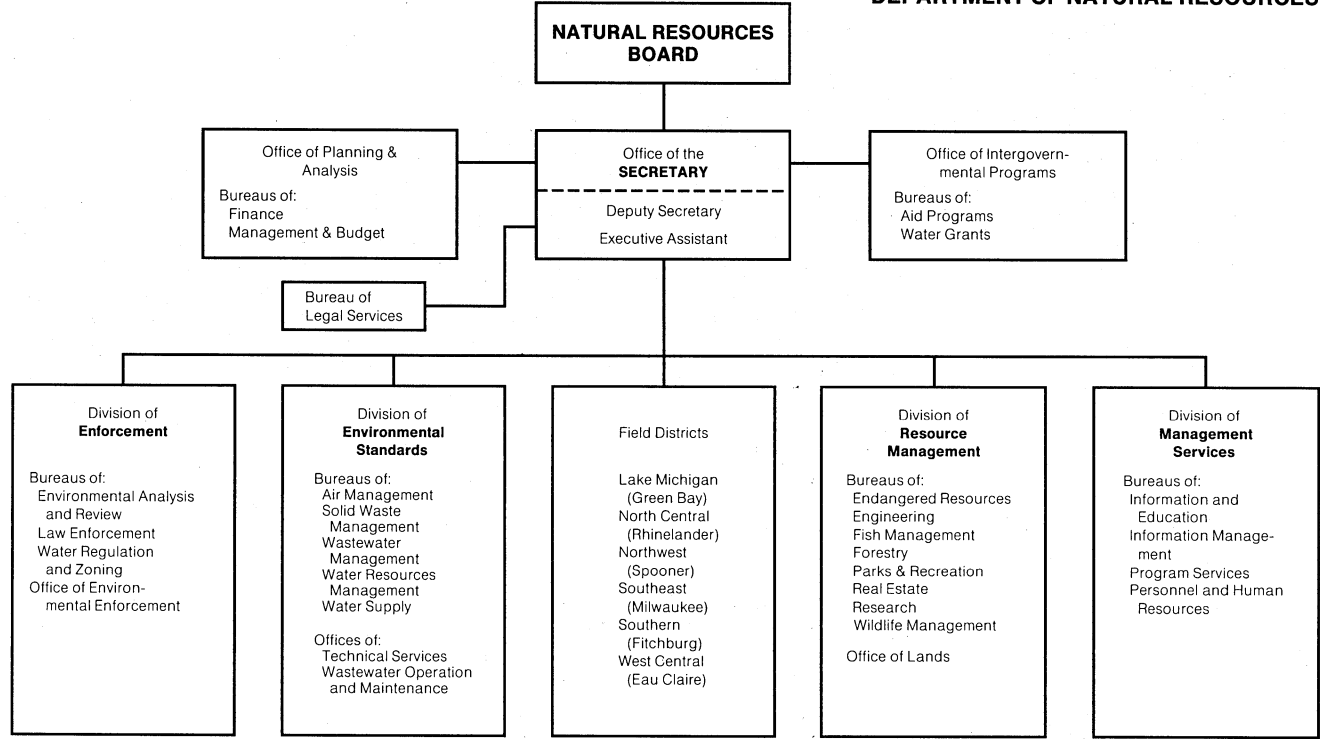 DEPARTMENT OF NATURAL RESOURCES
NATURAL RESOURCES
BOARD
Office of Planning &
Analysis
Bureaus of:
Finance
Management & Budget
Office of the
SECRETARY
Deputy Secretary
Executive Assistant
Office of Intergovern-
mental Programs
Bureaus of:
Aid Programs
Water Grants
Bureau of
Legal Services
Division of
Enforcement
Bureaus of:
Environmental Analysis
and Review
Law Enforcement
Water Regulation
and Zoning
Office of Environ-
mental Enforcement
Division of
Environmental
Standards
Bureaus of:
Air Management
Solid Waste
Management
Wastewater
Management
Water Resources
Management
Water Supply
Offices of:
Technical Services
Wastewater Operation
and Maintenance
Field Districts
Lake Michigan
(Green Bay)
North Central
(Rhinelander)
Northwest
(Spooner)
Southeast
(Milwaukee)
Southern
(Fitchburg)
West Central
(Eau Claire)
Division of
Resource
Management
Bureaus of:
Endangered Resources
Engineering
Fish Management
Forestry
Parks & Recreation
Real Estate
Research
Wildlife Management
Office of Lands
Division of
Management
Services
Bureaus of:
Information and
Education
Information Manage-
ment
Program Services
Personnel and Human
Resources